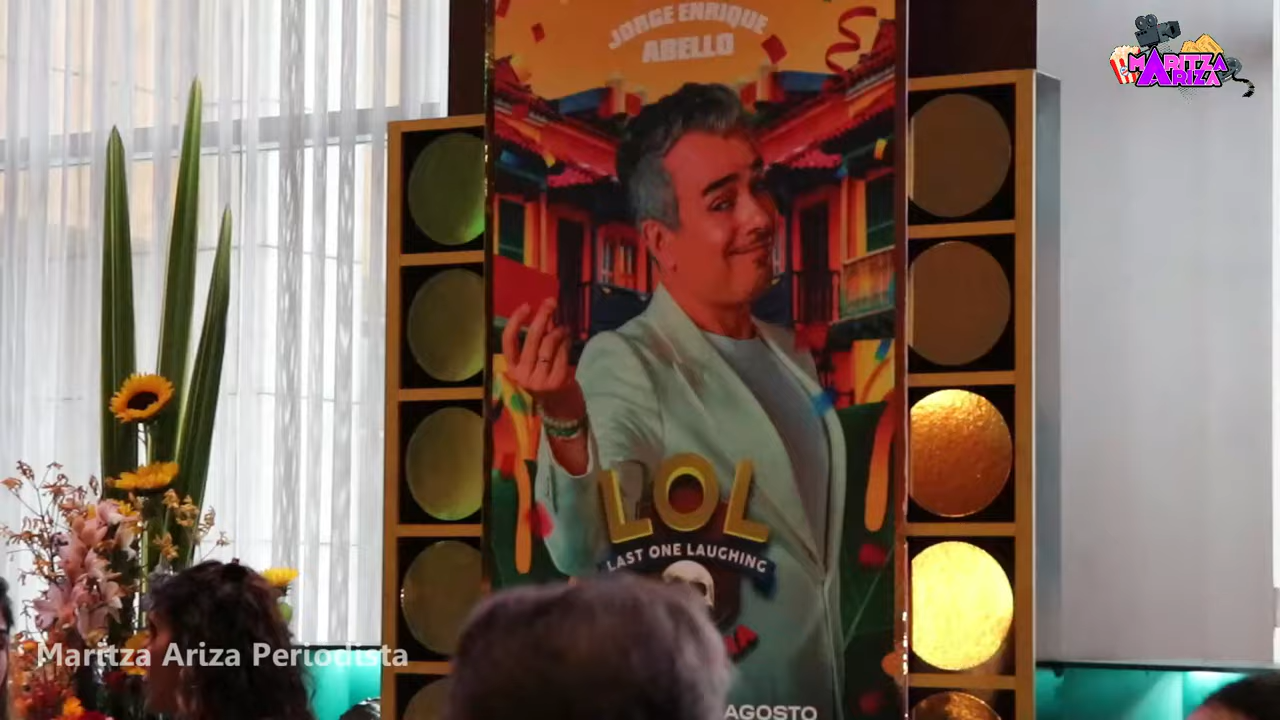 JORGE ENRIQUE
ABELLO
MARITZA
ARIZA
LOL
LAST ONE LAUGHING
Maritza Ariza Periodista
AGOSTO